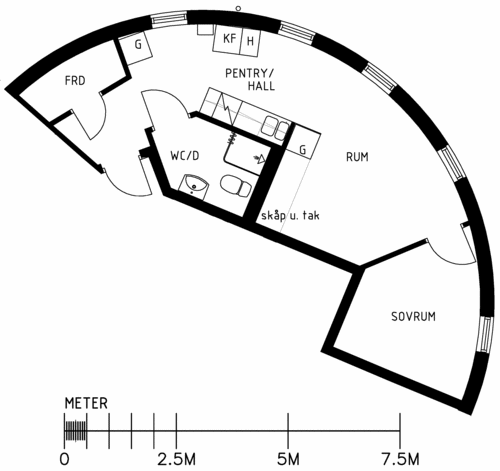 G
KF H
FRD
PENTRY/
HALL
WC/D
G
RUM
skåp u. tak
SOVRUM
METER
0 2.5M 5M 7.5M